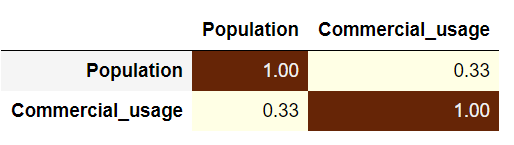 Population Commercial_usage
Population 1.00 0.33
Commercial_usage 0.33 1.00